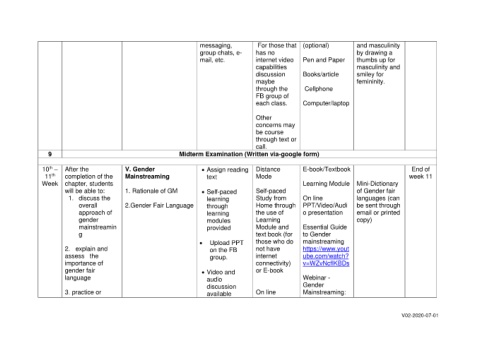 messaging,
group chats, e-
mail, etc.
For those that
has no
internet video
capabilities
discussion
maybe
through the
FB group of
each class.
Other
concerns may
be course
through text or
call.
(optional)
Pen and Paper
Books/article
Cellphone
Computer/laptop
and masculinity
by drawing a
thumbs up for
masculinity and
smiley for
femininity.
9
Midterm Examination (Written via-google form)
10th –
11th
Week
After the
completion of the
chapter. students
will be able to:
1. discuss the
overall
approach of
gender
mainstreamin
g
2. explain and
assess the
importance of
gender fair
language
3. practice or
V. Gender
Mainstreaming
1. Rationale of GM
2.Gender Fair Language
• Assign reading
text
• Self-paced
learning
through
learning
modules
provided
• Upload PPT
on the FB
group.
• Video and
audio
discussion
available
Distance
Mode
Self-paced
Study from
Home through
the use of
Learning
Module and
text book (for
those who do
not have
internet
connectivity)
or E-book
On line
E-book/Textbook
Learning Module
On line
PPT/Video/Audi
o presentation
Essential Guide
to Gender
mainstreaming
https://www.yout
ube.com/watch?
Webinar -
Gender
Mainstreaming:
Mini-Dictionary
of Gender fair
languages (can
be sent through
email or printed
copy)
End of
week 11
V02-2020-07-01